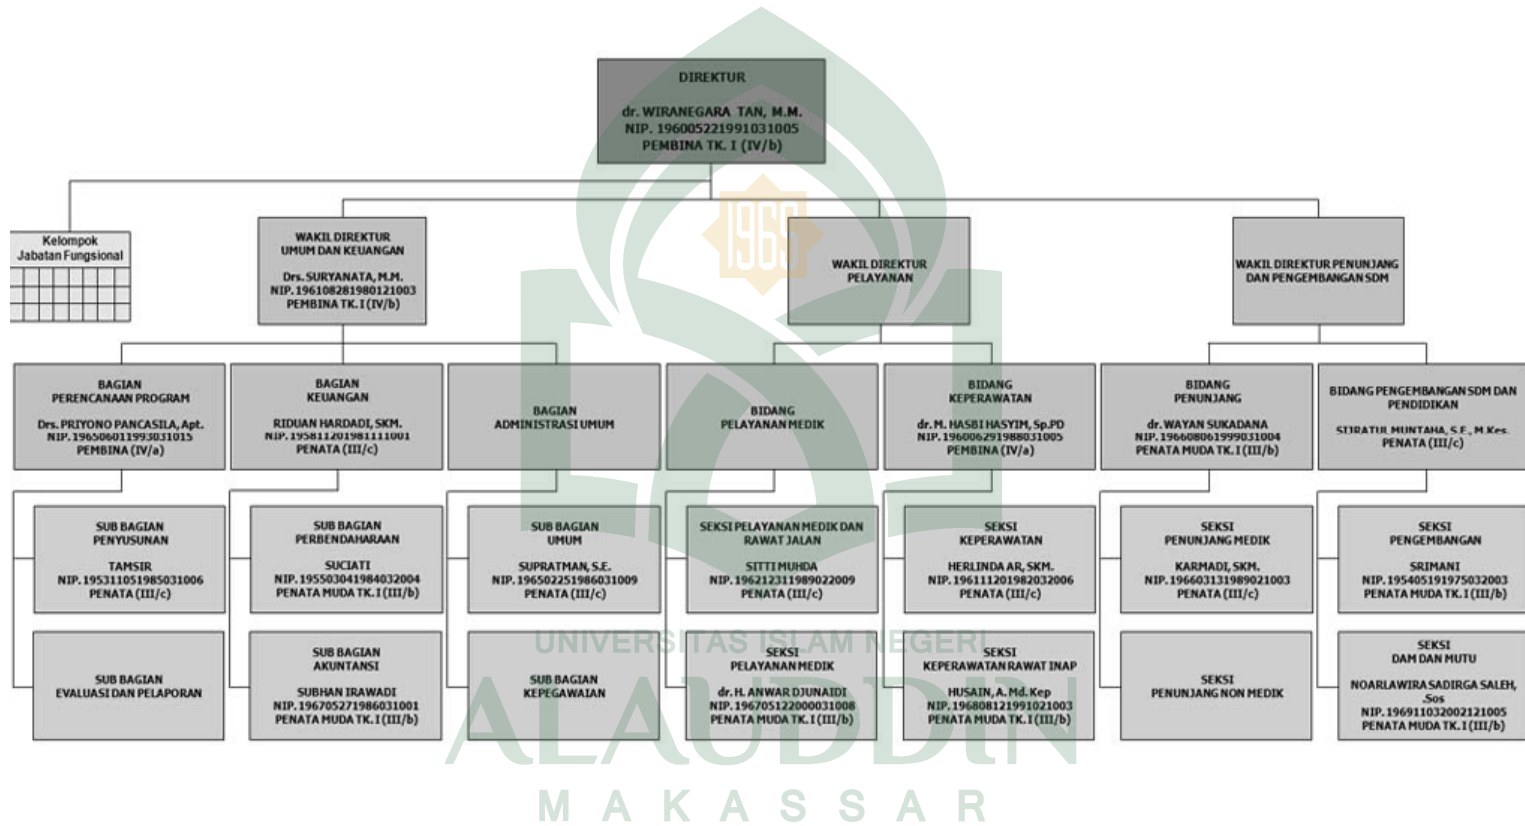 DIREKTUR
dr. WIRANEGARA TAN, M.M.
NIP. 196005221991031005
PEMBINA TK. I (IV/b)
1965
Kelompok
Jabatan Fungsional
WAKIL DIREKTUR
UMUM DAN KEUANGAN
Drs. SURYANATA, M.M.
NIP. 196108281980121003
PEMBINA TK. I (IV/b)
WAKIL DIREKTUR
PELAYANAN
WAKIL DIREKTUR PENUNJANG
DAN PENGEMBANGAN SDM
BAGIAN
PERENCANAAN PROGRAM
Drs. PRIYONO PANCASILA, Apt.
NIP. 196506011993031015
PEMBINA (IV/a)
BAGIAN
KEUANGAN
RIDUAN HARDADI, SKM.
NIP. 195811201981111001
PENATA (III/c)
BAGIAN
ADMINISTRASI UMUM
BIDANG
PELAYANAN MEDIK
BIDANG
KEPERAWATAN
dr. M. HASBI HASYIM, Sp.PD
NIP. 196006291988031005
PEMBINA (IV/a)
BIDANG
PENUNJANG
dr. WAYAN SUKADANA
NIP. 196608061999031004
PENATA MUDA TK. I (III/b)
BIDANG PENGEMBANGAN SDM DAN
PENDIDIKAN
SIJRATUL MUNTAHA, S.E., M.Kes.
PENATA (III/c)
SUB BAGIAN
PENYUSUNAN
TAMSIR
NIP. 195311051985031006
PENATA (III/c)
SUB BAGIAN
PERBENDAHARAAN
SUCIATI
NIP. 195503041984032004
PENATA MUDA TK. I (III/b)
SUB BAGIAN
UMUM
SUPRATMAN, S.E.
NIP. 196502251986031009
PENATA (III/c)
SEKSI PELAYANAN MEDIK DAN
RAWAT JALAN
SITTI MUHDA
NIP. 196212311989022009
PENATA (III/c)
SEKSI
KEPERAWATAN
HERLINDA AR, SKM.
NIP. 196111201982032006
PENATA (III/c)
SEKSI
PENUNJANG MEDIK
KARMADI, SKM.
NIP. 196603131989021003
PENATA (III/c)
SEKSI
PENGEMBANGAN
SRIMANI
NIP. 195405191975032003
PENATA MUDA TK. I (III/b)
SUB BAGIAN
EVALUASI DAN PELAPORAN
SUB BAGIAN
AKUNTANSI
SUBHAN IRAWADI
NIP. 196705271986031001
PENATA MUDA TK. I (III/b)
SUB BAGIAN
KEPEGAWAIAN
SEKSI
PELAYANAN MEDIK
dr. H. ANWAR DJUNAIDI
NIP. 196705122000031008
PENATA MUDA TK. I (III/b)
SEKSI
KEPERAWATAN RAWAT INAP
HUSAIN, A. Md. Kep
NIP. 196808121991021003
PENATA MUDA TK. I (III/b)
SEKSI
PENUNJANG NON MEDIK
SEKSI
DAM DAN MUTU
NOARLAWIRA SADIRGA SALEH,
.Sos
NIP. 196911032002121005
PENATA MUDA TK. I (III/b)
UNIVERSITAS ISLAM NEGERI
ALAUDDIN
MAKASSAR